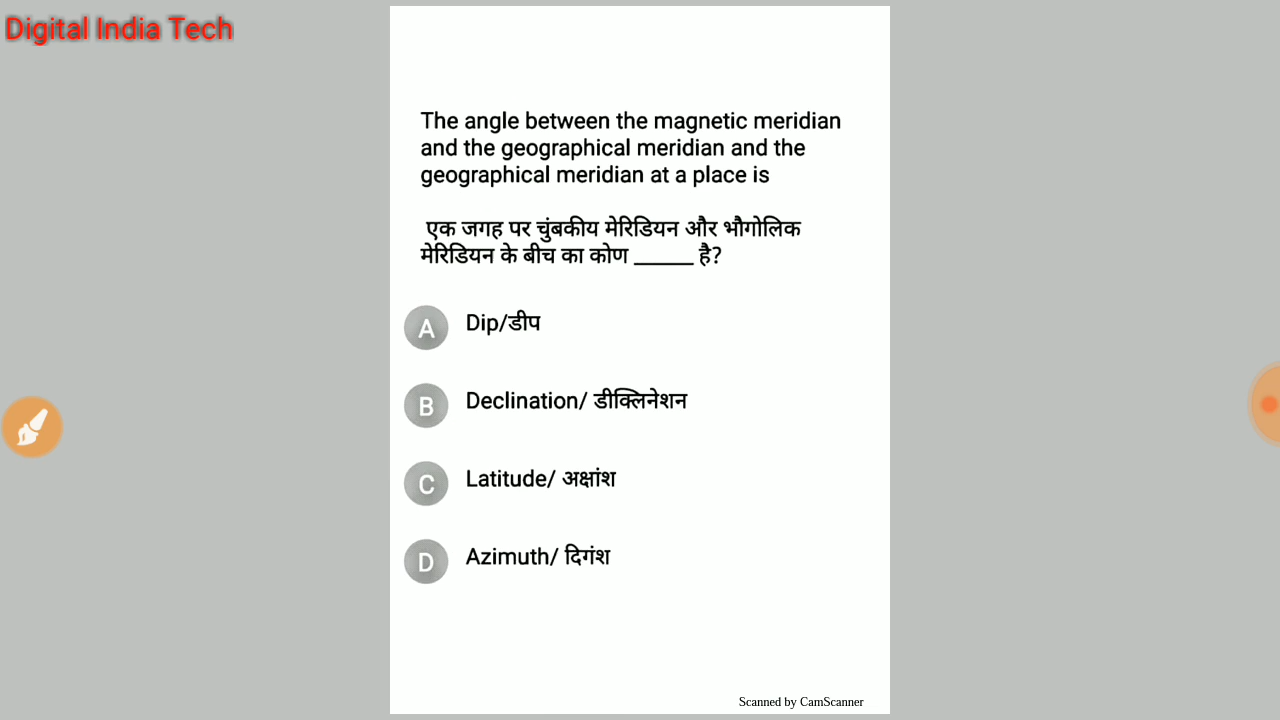 Digital India Tech
The angle between the magnetic meridian
and the geographical meridian and the
geographical meridian at a place is
एक जगह पर चुंबकीय मेरिडियन और भौगोलिक
मेरिडियन के बीच का कोण ______ है?
A Dip/डीप
B Declination/ डीक्लिनेशन
C Latitude/ अक्षांश
D Azimuth/ दिगंश
Scanned by CamScanner